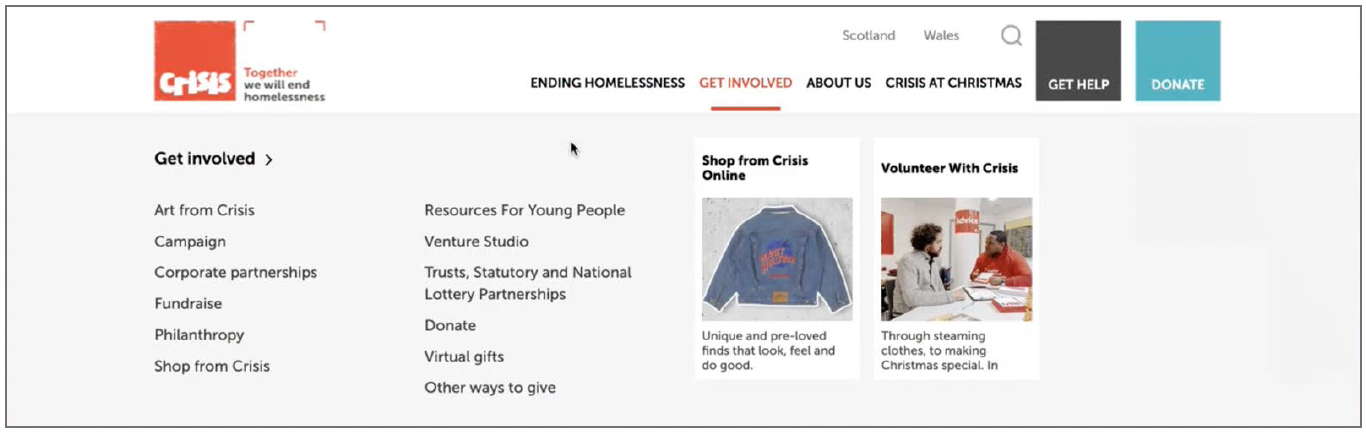 Crisis
Together
we will end
homelessness
Scotland
Wales
ENDING HOMELESSNESS
GET INVOLVED
ABOUT US
CRISIS AT CHRISTMAS
GET HELP
DONATE
Get involved >
Art from Crisis
Campaign
Corporate partnerships
Fundraise
Philanthropy
Shop from Crisis
Resources For Young People
Venture Studio
Trusts, Statutory and National
Lottery Partnerships
Donate
Virtual gifts
Other ways to give
Shop from Crisis
Online
Unique and pre-loved
finds that look, feel and
do good.
Volunteer With Crisis
Advice
Through steaming
clothes, to making
Christmas special. In